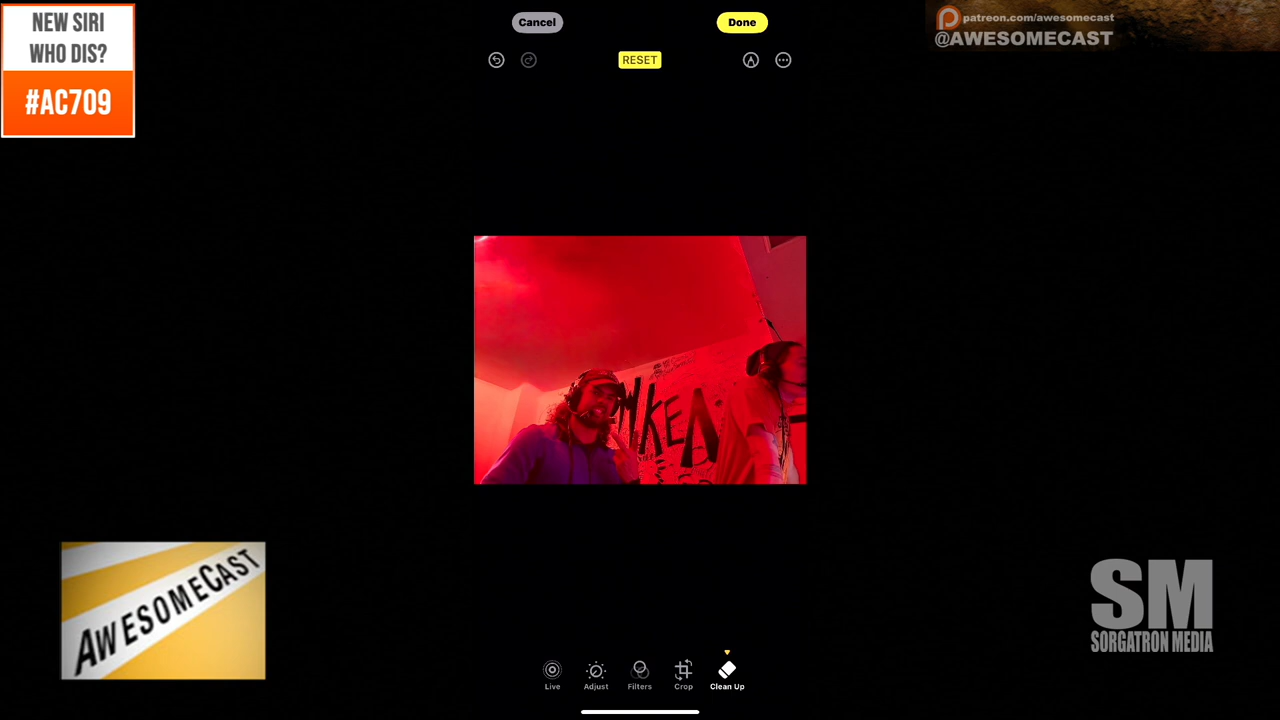 NEW SIRI
WHO DIS?
#AC709
patreon.com/awesomecast
@AWESOMECAST
Cancel
Done
RESET
AWESOMECAST
SM
SORGATRON MEDIA
Live
Adjust
Filters
Crop
Clean Up